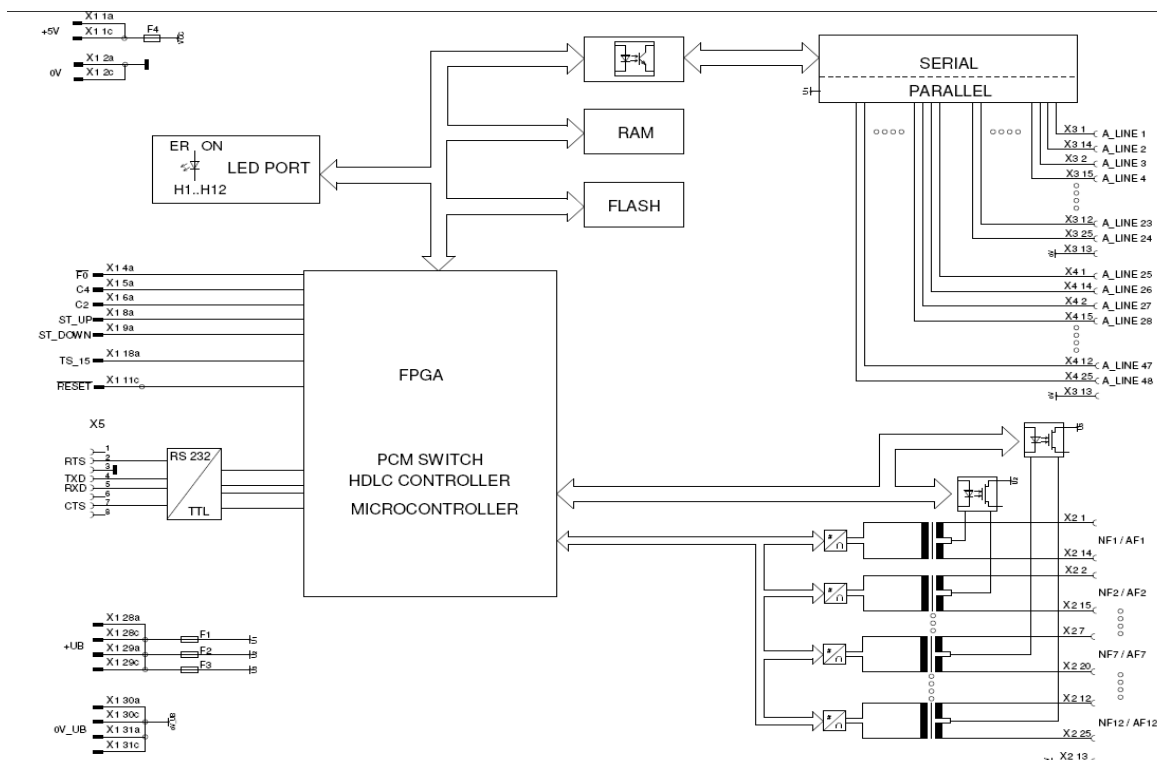 X1 1a
+5V
X1 1c
F4
X1 2a
0V
X1 2c
SERIAL
PARALLEL
RAM
FLASH
ER ON
LED PORT
H1..H12
X3 1 A_LINE 1
X3 14 A_LINE 2
X3 2 A_LINE 3
X3 15 A_LINE 4
X3 12 A_LINE 23
X3 25 A_LINE 24
X3 13
X4 1 A_LINE 25
X4 14 A_LINE 26
X4 2 A_LINE 27
X4 15 A_LINE 28
X4 12 A_LINE 47
X4 25 A_LINE 48
X3 13
F0 X1 4a
C4 X1 5a
C2 X1 6a
ST_UP X1 8a
ST_DOWN X1 9a
TS_15 X1 18a
RESET X1 11c
FPGA
PCM SWITCH
HDLC CONTROLLER
MICROCONTROLLER
X5
1
RTS 2
3
TXD 4
RXD 5
6
CTS 7
8
RS 232
TTL
X2 1
NF1 / AF1
X2 14
X2 2
NF2 / AF2
X2 15
X2 7
NF7 / AF7
X2 20
X2 12
NF12 / AF12
X2 25
X2 13
X1 28a
X1 28c F1
+UB
X1 29a F2
X1 29c F3
X1 30a
X1 30c
0V_UB
X1 31a
X1 31c